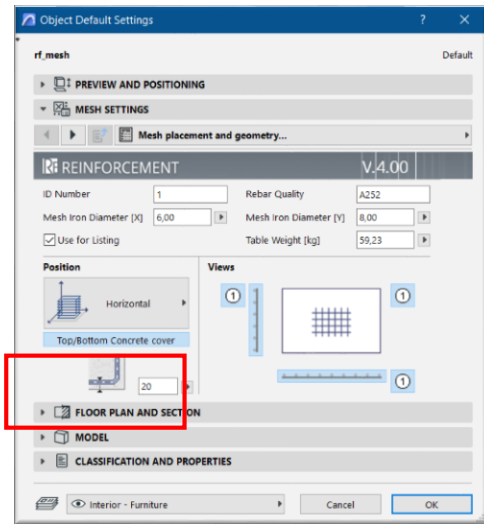 Object Default Settings ? ×
rf_mesh Default
PREVIEW AND POSITIONING
MESH SETTINGS
Mesh placement and geometry...
REINFORCEMENT V.4.00
ID Number 1 Rebar Quality A252
Mesh Iron Diameter [X] 6,00 Mesh Iron Diameter [Y] 8,00
Use for Listing Table Weight [kg] 59,23
Position Views
Horizontal 1 1
Top/Bottom Concrete
cover
20 1
FLOOR PLAN AND SECTION
MODEL
CLASSIFICATION AND PROPERTIES
Interior - Furniture Cancel OK